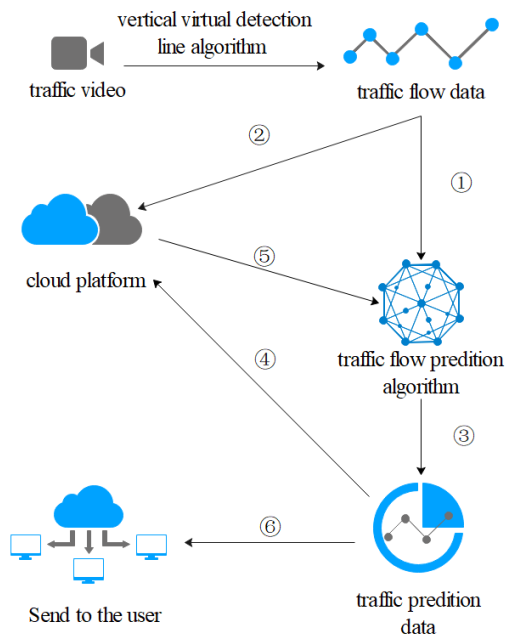 vertical virtual detection
line algorithm
traffic video
traffic flow data
②
①
cloud platform
⑤
traffic flow predition
algorithm
④
③
⑥
Send to the user
traffic predition
data